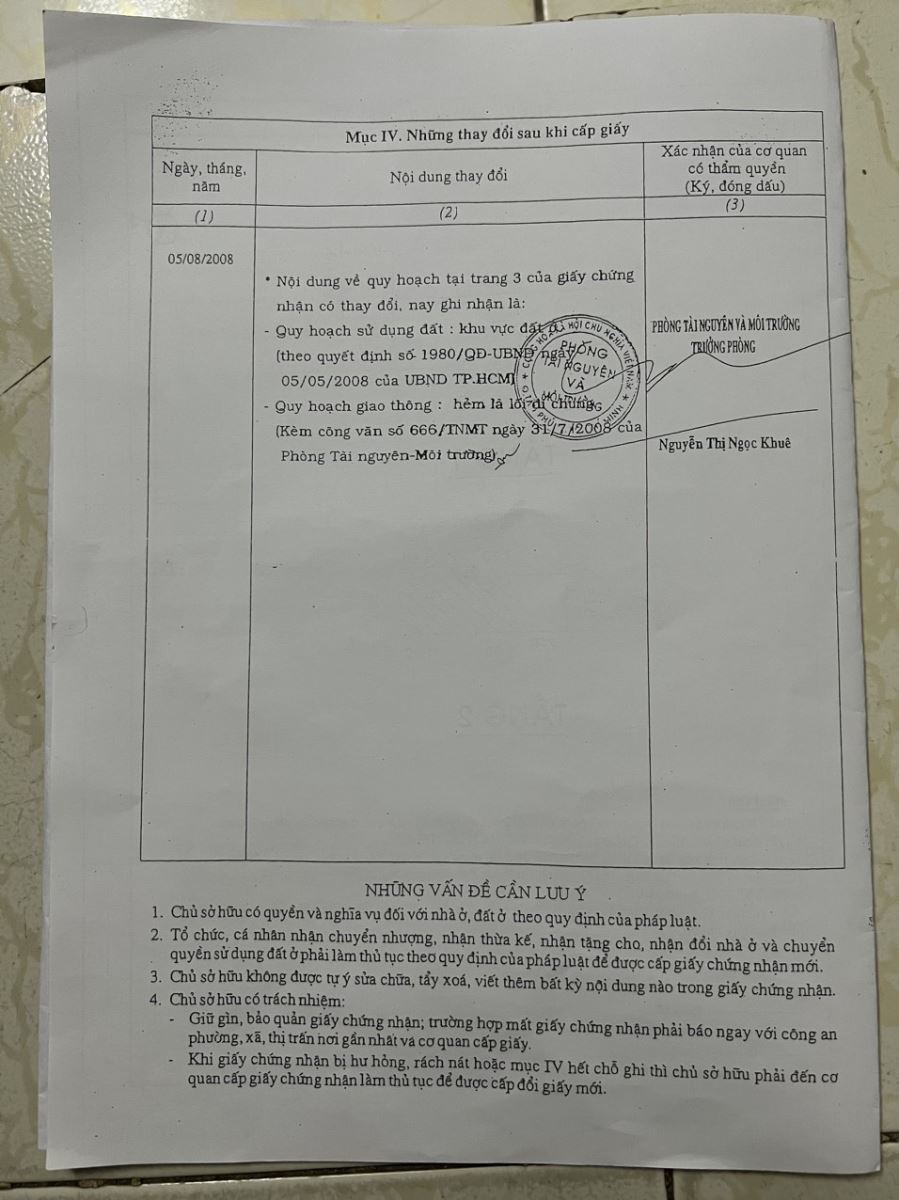 Mục IV. Những thay đổi sau khi cấp giấy
Ngày, tháng, năm
Nội dung thay đổi
Xác nhận của cơ quan có thẩm quyền (Ký, đóng dấu)
(1)
(2)
(3)
05/08/2008
* Nội dung về quy hoạch tại trang 3 của giấy chứng
nhận có thay đổi, nay ghi nhận là:
- Quy hoạch sử dụng đất : khu vực đất ở
(theo quyết định số 1980/QĐ-UBND ngày
05/05/2008 của UBND TP.HCM)
- Quy hoạch giao thông : hẻm là lối đi chung
(Kèm công văn số 666/TNMT ngày 31/7/2008 của
Phòng Tài nguyên-Môi trường)
PHÒNG
TÀI NGUYÊN
VÀ
MÔI TRƯỜNG
PHÒNG TÀI NGUYÊN VÀ MÔI TRƯỜNG
TRƯỞNG PHÒNG
Nguyễn Thị Ngọc Khuê
TẦNG 2
NHỮNG VẤN ĐỀ CẦN LƯU Ý
1. Chủ sở hữu có quyền và nghĩa vụ đối với nhà ở, đất ở theo quy định của pháp luật.
2. Tổ chức, cá nhân nhận chuyển nhượng, nhận thừa kế, nhận tặng cho, nhận đổi nhà ở và chuyển
quyền sử dụng đất ở phải làm thủ tục theo quy định của pháp luật để được cấp giấy chứng nhận mới.
3. Chủ sở hữu không được tự ý sửa chữa, tẩy xoá, viết thêm bất kỳ nội dung nào trong giấy chứng nhận.
4. Chủ sở hữu có trách nhiệm:
- Giữ gìn, bảo quản giấy chứng nhận; trường hợp mất giấy chứng nhận phải báo ngay với công an
phường, xã, thị trấn nơi gần nhất và cơ quan cấp giấy.
- Khi giấy chứng nhận bị hư hỏng, rách nát hoặc mục IV hết chỗ ghi thì chủ sở hữu phải đến cơ
quan cấp giấy chứng nhận làm thủ tục để được cấp đổi giấy mới.